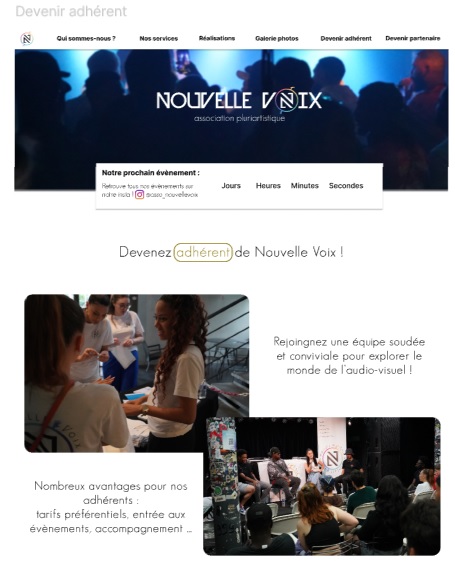 Devenir adhérent
Qui sommes-nous ? Nos services Réalisations Galerie photos Devenir adhérent Devenir partenaire
NOUVELLE VOIX
association pluriartistique
Notre prochain évènement :
Retrouve tous nos évènements sur
notre insta ! @asso_nouvellevoix
Jours Heures Minutes Secondes
Devenez adhérent de Nouvelle Voix !
Rejoingnez une équipe soudée
et conviviale pour explorer le
monde de l'audio-visuel !
Nombreux avantages pour nos
adhérents :
tarifs préférentiels, entrée aux
évènements, accompagnement ...